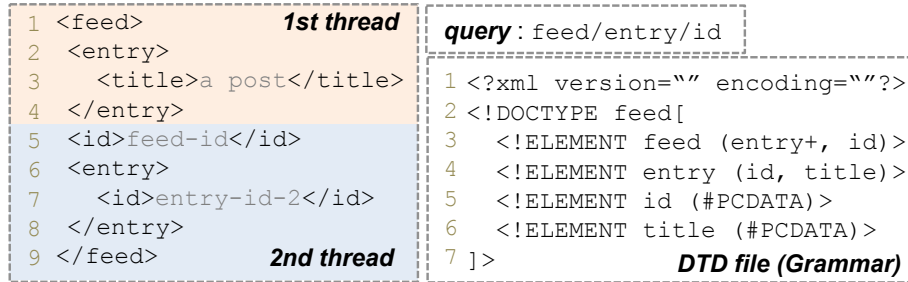 1 <feed> 1st thread
2 <entry>
3 <title>a post</title>
4 </entry>
5 <id>feed-id</id>
6 <entry>
7 <id>entry-id-2</id>
8 </entry>
9 </feed> 2nd thread
query : feed/entry/id
1 <?xml version=“” encoding=“”?>
2 <!DOCTYPE feed[
3 <!ELEMENT feed (entry+, id)>
4 <!ELEMENT entry (id, title)>
5 <!ELEMENT id (#PCDATA)>
6 <!ELEMENT title (#PCDATA)>
7 ]> DTD file (Grammar)